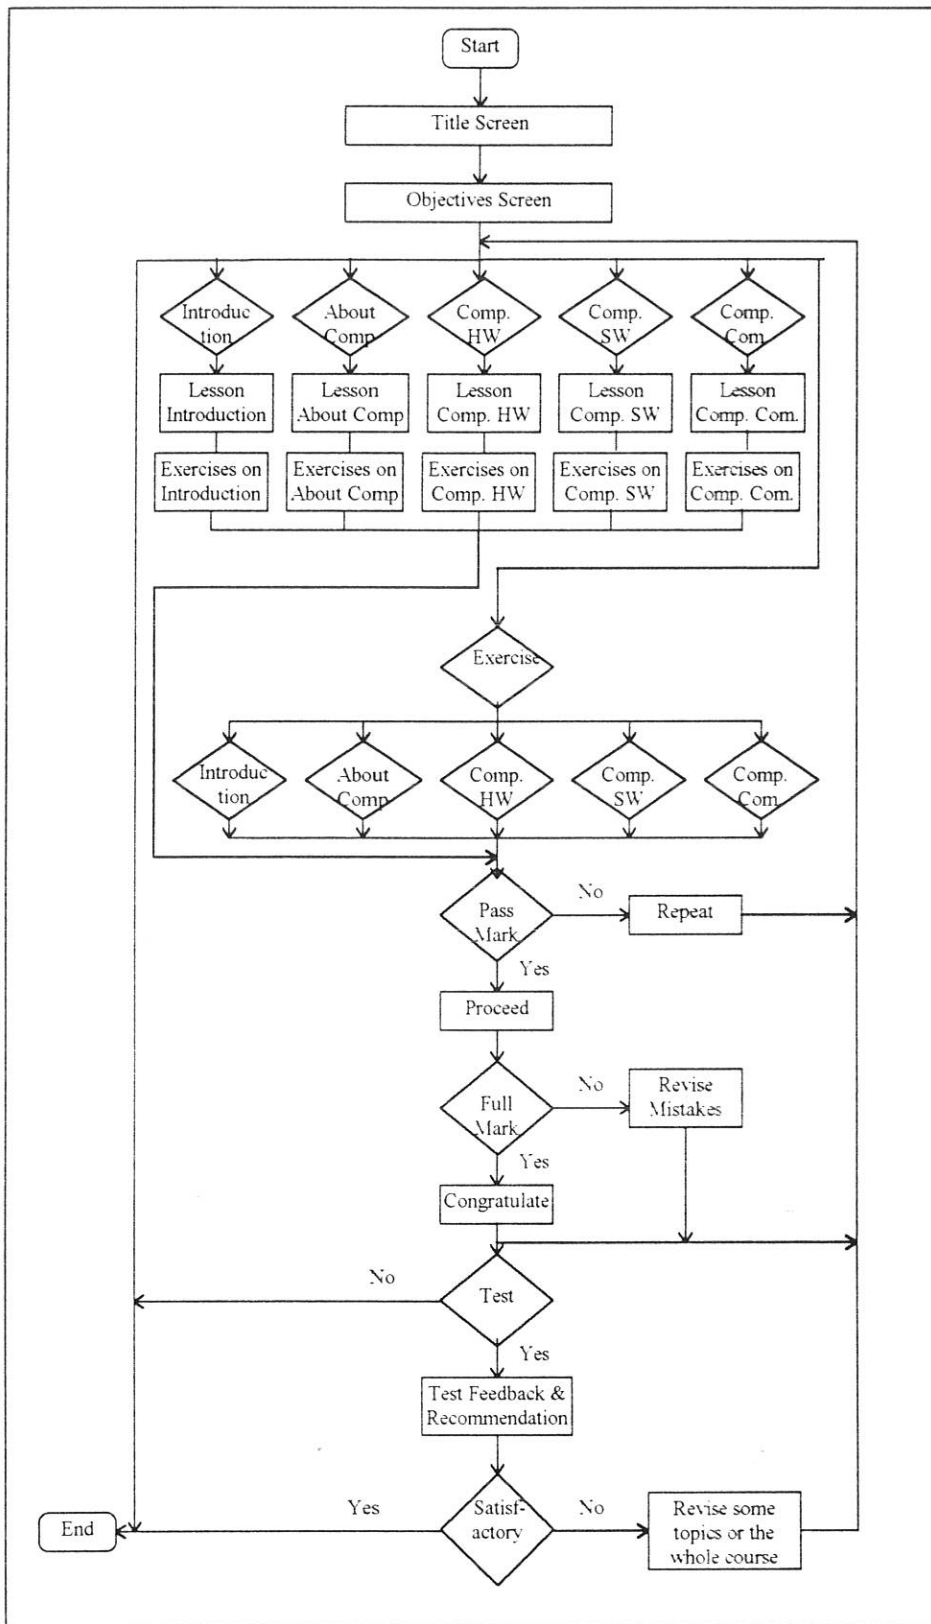 Start
Title Screen
Objectives Screen
Introduc
tion
About
Comp
Comp.
HW
Comp.
SW
Comp.
Com.
Lesson
Introduction
Lesson
About Comp
Lesson
Comp. HW
Lesson
Comp. SW
Lesson
Comp. Com.
Exercises on
Introduction
Exercises on
About Comp
Exercises on
Comp. HW
Exercises on
Comp. SW
Exercises on
Comp. Com.
Exercise
Introduc
tion
About
Comp
Comp.
HW
Comp.
SW
Comp.
Com.
Pass
Mark
No
Repeat
Yes
Proceed
Full
Mark
No
Revise
Mistakes
Yes
Congratulate
No
Test
Yes
Test Feedback &
Recommendation
End
Yes
Satisf-
actory
No
Revise some
topics or the
whole course